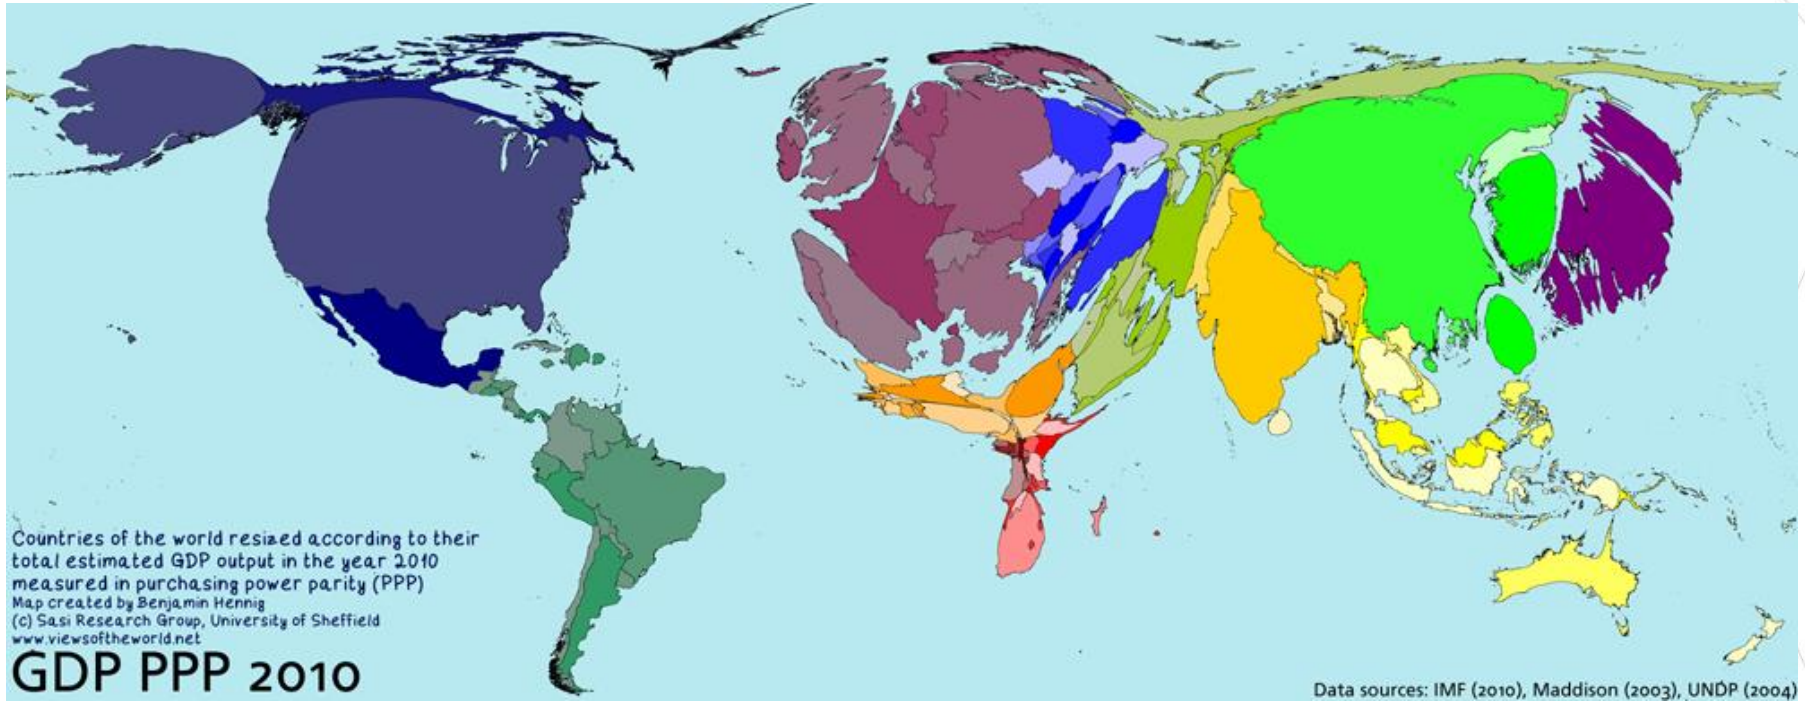 Countries of the world resized according to their
total estimated GDP output in the year 2010
measured in purchasing power parity (PPP)
Map created by Benjamin Hennig
(c) Sasi Research Group, University of Sheffield
www.viewsoftheworld.net
GDP PPP 2010
Data sources: IMF (2010), Maddison (2003), UNDP (2004)